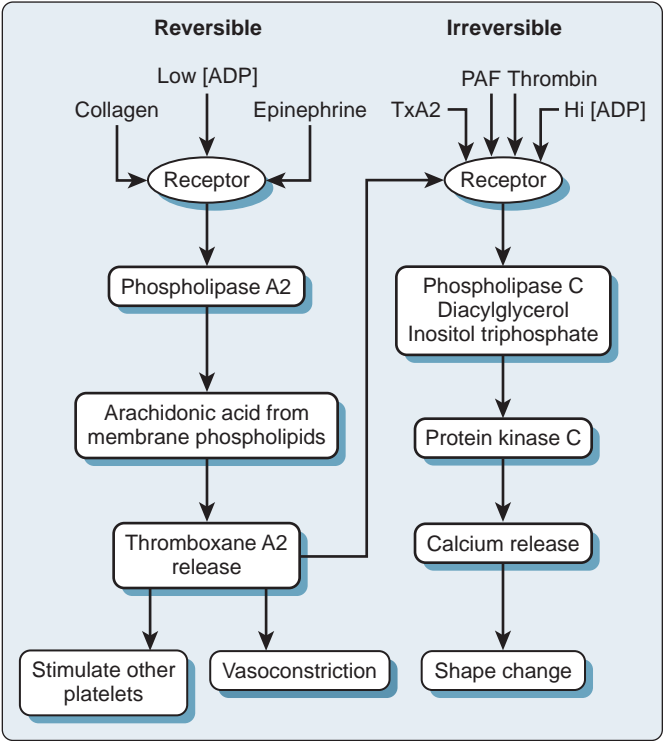 Reversible
Irreversible
Low [ADP]
Collagen
Epinephrine
Receptor
Phospholipase A2
Arachidonic acid from
membrane phospholipids
Thromboxane A2
release
Stimulate other
platelets
Vasoconstriction
PAF
Thrombin
TxA2
Hi [ADP]
Receptor
Phospholipase C
Diacylglycerol
Inositol triphosphate
Protein kinase C
Calcium release
Shape change